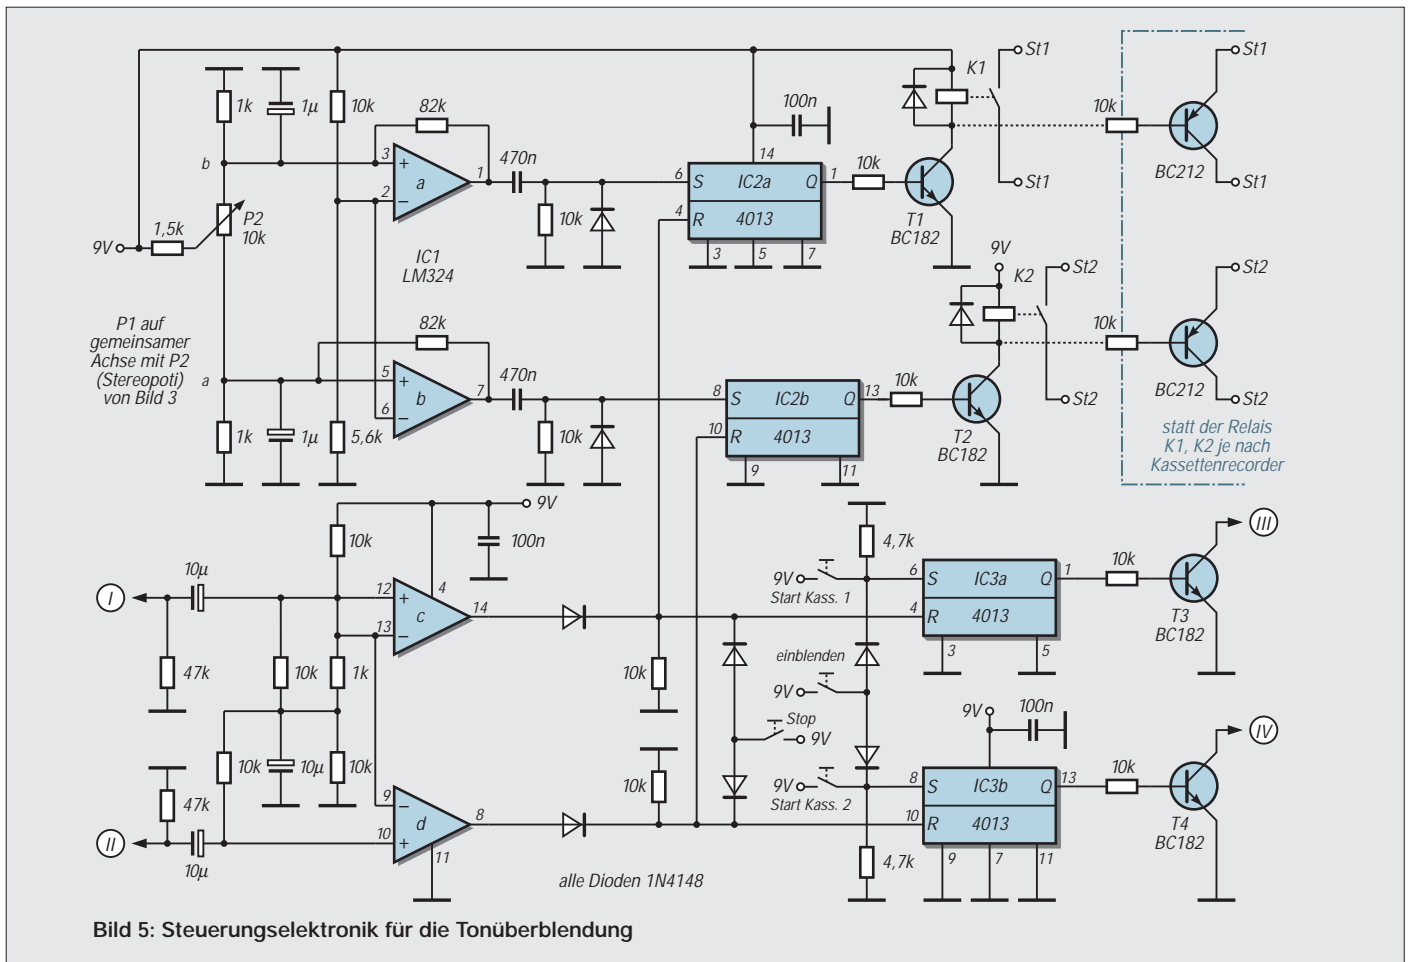 St1
St1
K1
1k
1µ
10k
82k
100n
10k
BC212
b
3
+
a
2
−
1
470n
14
6
S
IC2a
Q
1
10k
4
R
4013
3
5
7
T1
BC182
St1
St1
P2
10k
1,5k
9V
IC1
LM324
10k
9V
K2
St2
St2
10k
BC212
P1 auf
gemeinsamer
Achse mit P2
(Stereopoti)
von Bild 3
a
82k
5
+
b
6
−
7
470n
8
S
IC2b
Q
13
10k
10
R
4013
9
11
T2
BC182
St2
St2
1k
1µ
5,6k
10k
statt der Relais
K1, K2 je nach
Kassettenrecorder
9V
10k
100n
4
4,7k
III
I
10µ
12
+
c
13
−
14
9V
Start Kass. 1
6
S
IC3a
Q
1
10k
4
R
4013
3
5
T3
BC182
47k
10k
1k
10k
einblenden
9V
Stop
9V
9V
100n
IV
10k
10µ
10k
47k
10k
9V
Start Kass. 2
8
S
IC3b
Q
13
10k
10
R
4013
9
7
11
T4
BC182
9
−
d
10
+
8
11
II
10µ
4,7k
alle Dioden 1N4148
Bild 5: Steuerungselektronik für die Tonüberblendung